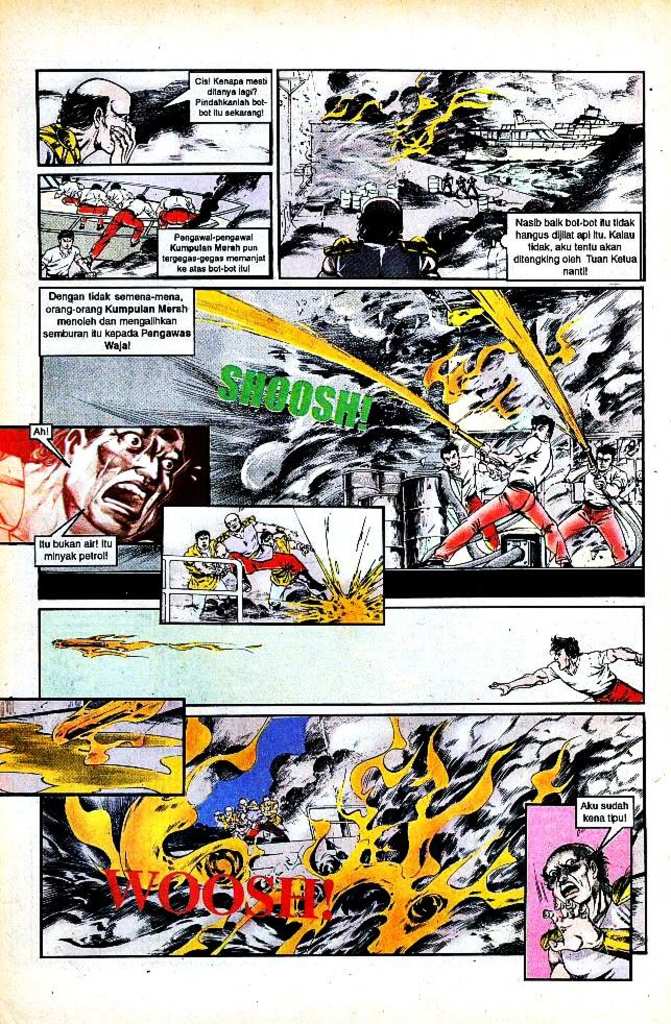 Cis! Kenapa mesti
ditanya lagi?
Pindahkanlah bot-
bot itu sekarang!
Pengawal-pengawal
Kumpulan Merah pun
tergesa-gesa memanjat
ke atas bot-bot itu!
Nasib baik bot-bot itu tidak
hangus dijilat api itu. Kalau
tidak, aku tentu akan
ditengking oleh Tuan Ketua
nanti!
Dengan tidak semena-mena,
orang-orang Kumpulan Merah
menoleh dan mengalihkan
semburan itu kepada Pengawas
Waja!
SHOOSH!
Ah!
Itu bukan air! Itu
minyak petrol!
WOOSH!
Aku sudah
kena tipu!